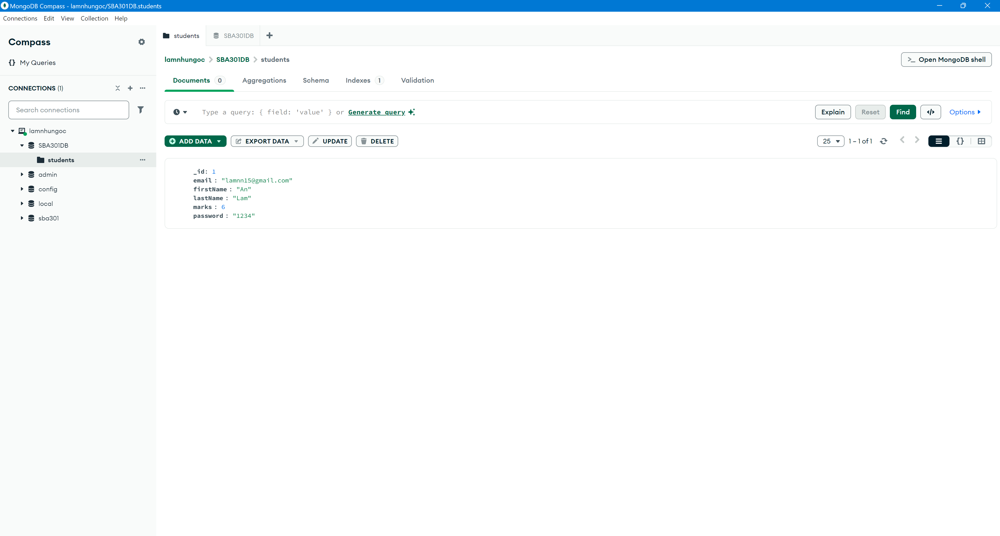 MongoDB Compass - lamnhungoc/SBA301DB.students
Connections Edit View Collection Help
Compass
{} My Queries
CONNECTIONS (1)
Search connections
lamnhungoc
SBA301DB
students
admin
config
local
sba301
students SBA301DB
lamnhungoc > SBA301DB > students
>_ Open MongoDB shell
Documents 0 Aggregations Schema Indexes 1 Validation
Type a query: { field: 'value' } or Generate query
Explain Reset Find </> Options
ADD DATA EXPORT DATA UPDATE DELETE
25 1 – 1 of 1 {}
_id: 1
email : "lamnn15@gmail.com"
firstName : "An"
lastName : "Lam"
marks : 6
password : "1234"